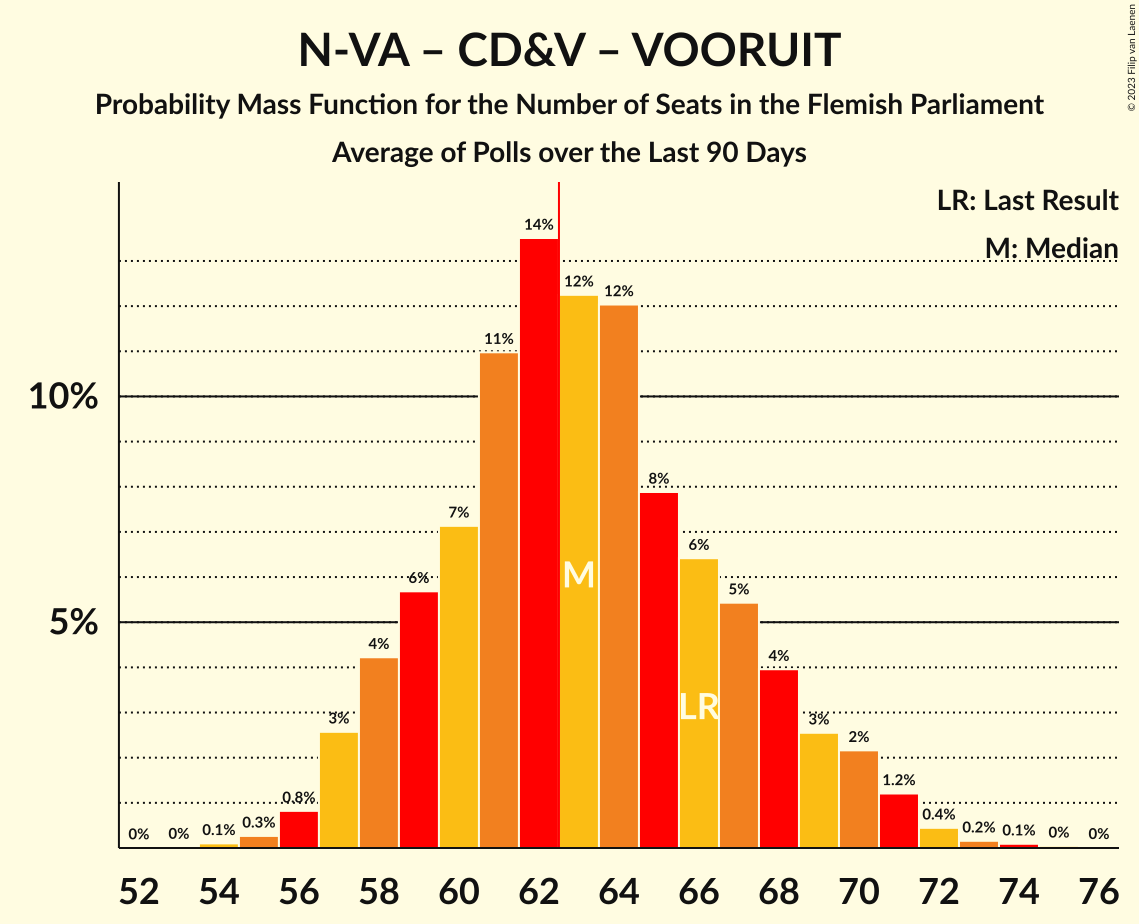 N-VA – CD&V – VOORUIT
Probability Mass Function for the Number of Seats in the Flemish Parliament
Average of Polls over the Last 90 Days
© 2023 Filip van Laenen
LR: Last Result
M: Median
10%
5%
0% 0% 0.1% 0.3% 0.8% 3% 4% 6% 7% 11% 14% 12% 12% 8% 6% 5% 4% 3% 2% 1.2% 0.4% 0.2% 0.1% 0% 0%
M
LR
52 54 56 58 60 62 64 66 68 70 72 74 76